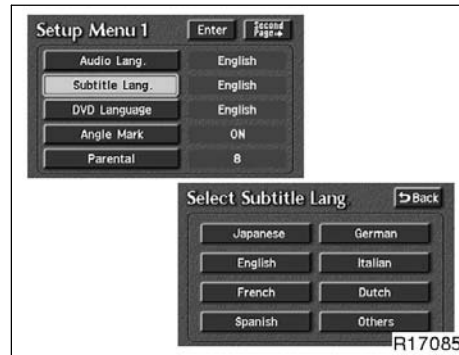 Setup Menu 1 Enter Second Page→
Audio Lang. English
Subtitle Lang. English
DVD Language English
Angle Mark ON
Parental 8
Select Subtitle Lang. Back
Japanese German
English Italian
French Dutch
Spanish Others
R17085